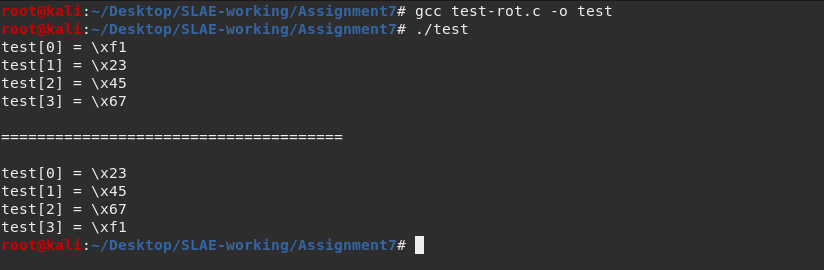 root@kali:~/Desktop/SLAE-working/Assignment7# gcc test-rot.c -o test
root@kali:~/Desktop/SLAE-working/Assignment7# ./test
test[0] = \xf1
test[1] = \x23
test[2] = \x45
test[3] = \x67
======================================
test[0] = \x23
test[1] = \x45
test[2] = \x67
test[3] = \xf1
root@kali:~/Desktop/SLAE-working/Assignment7#